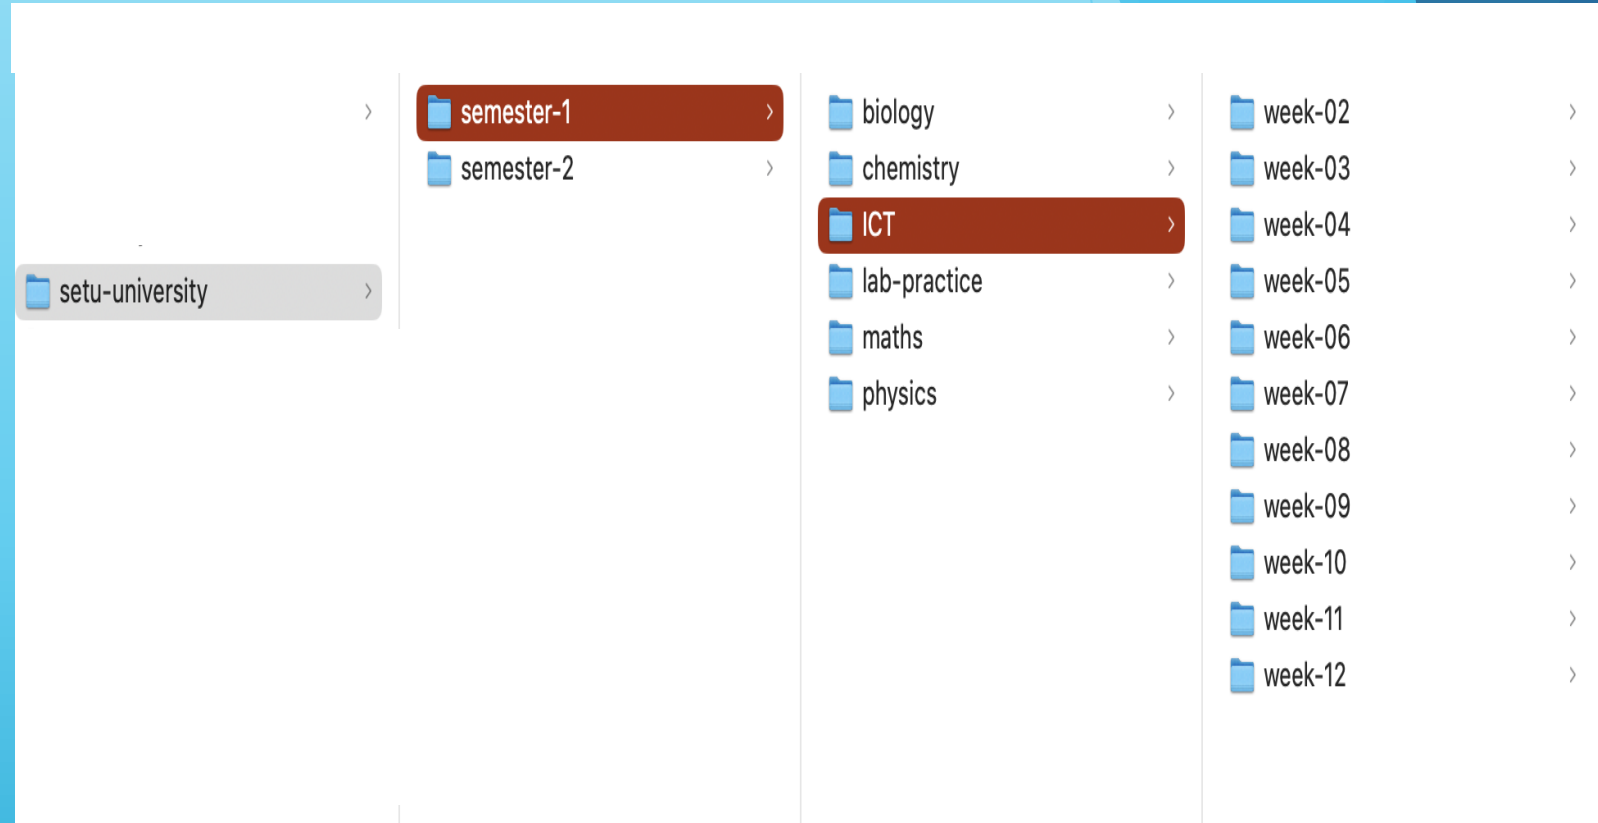 setu-university
semester-1
semester-2
biology
chemistry
ICT
lab-practice
maths
physics
week-02
week-03
week-04
week-05
week-06
week-07
week-08
week-09
week-10
week-11
week-12